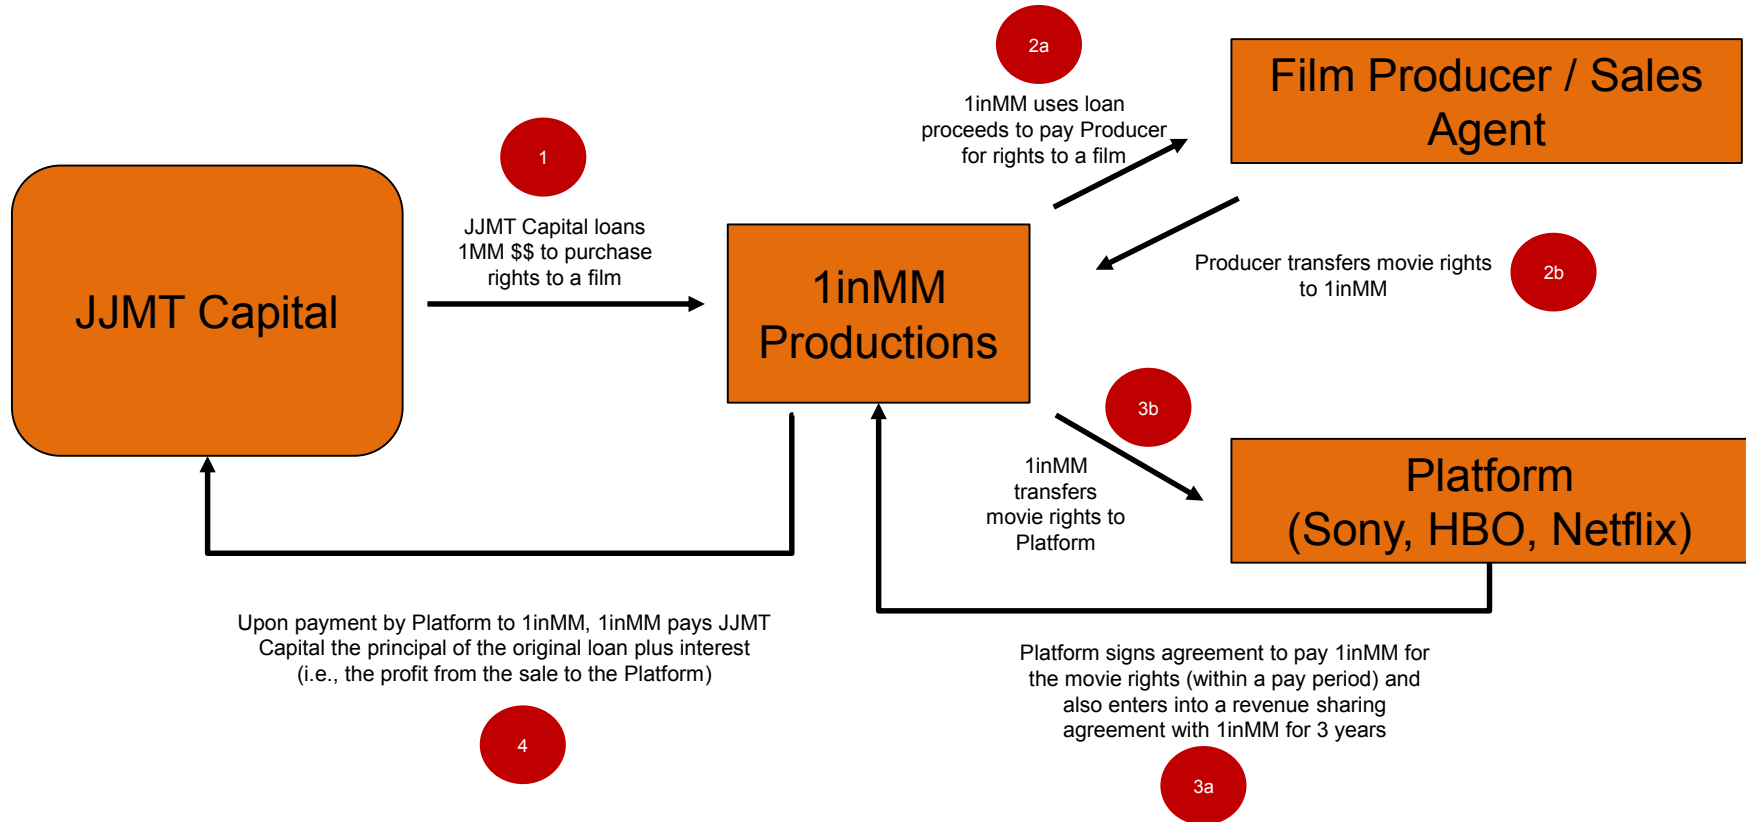 2a
Film Producer / Sales
Agent
1inMM uses loan
proceeds to pay Producer
for rights to a film
1
JJMT Capital loans
1MM $$ to purchase
rights to a film
JJMT Capital
1inMM
Productions
Producer transfers movie rights
to 1inMM
2b
3b
1inMM
transfers
movie rights to
Platform
Platform
(Sony, HBO, Netflix)
Upon payment by Platform to 1inMM, 1inMM pays JJMT
Capital the principal of the original loan plus interest
(i.e., the profit from the sale to the Platform)
4
Platform signs agreement to pay 1inMM for
the movie rights (within a pay period) and
also enters into a revenue sharing
agreement with 1inMM for 3 years
3a